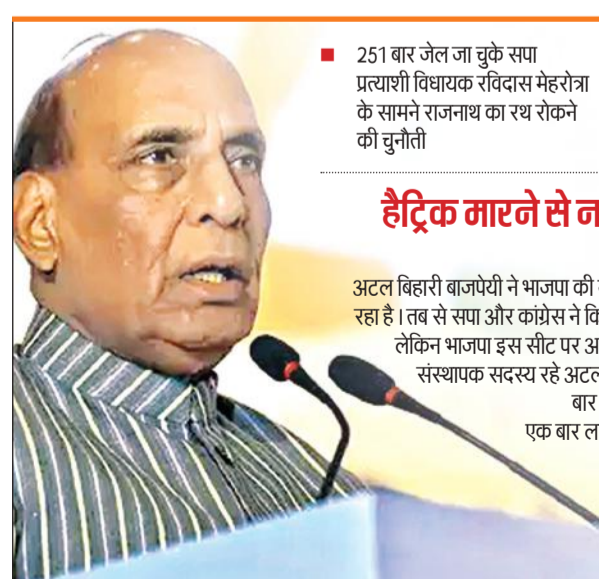 251 बार जेल जा चुके सपा
प्रत्याशी विधायक रविदास मेहरोत्रा
के सामने राजनाथ का रथ रोकने
की चुनौती
हैट्रिक मारने से
अटल बिहारी बाजपेयी ने भाजपा की
रहा है। तब से सपा और कांग्रेस ने
लेकिन भाजपा इस सीट पर
संस्थापक सदस्य रहे अटल
बार
एक बार